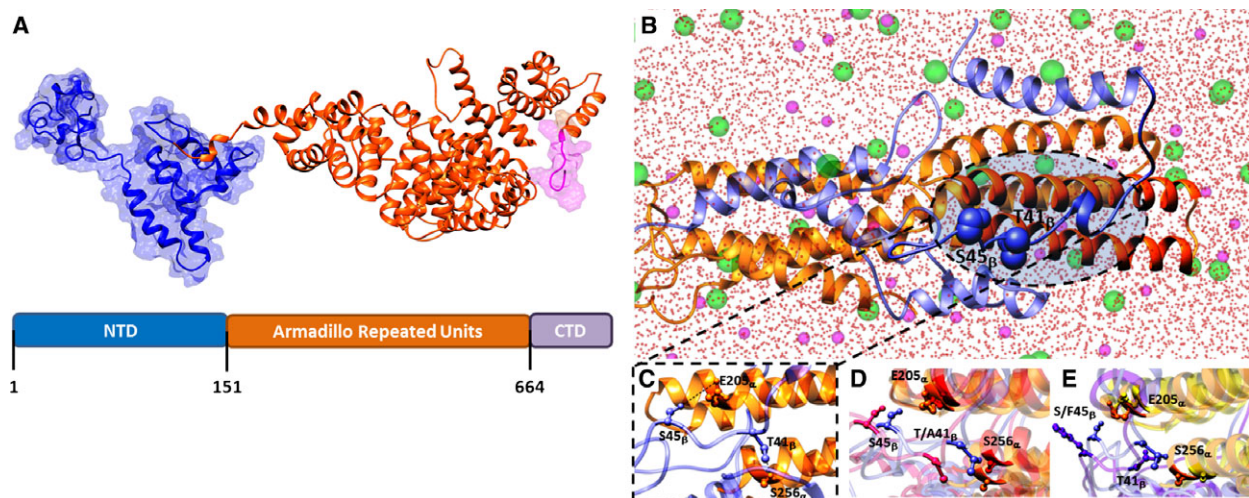 A
NTD
Armadillo Repeated Units
CTD
1
151
664
B
T41β
S45β
C
E205α
S45β
T41β
S256α
D
E205α
S45β
T/A41β
S256α
E
S/F45β
E205α
S256α
T41β